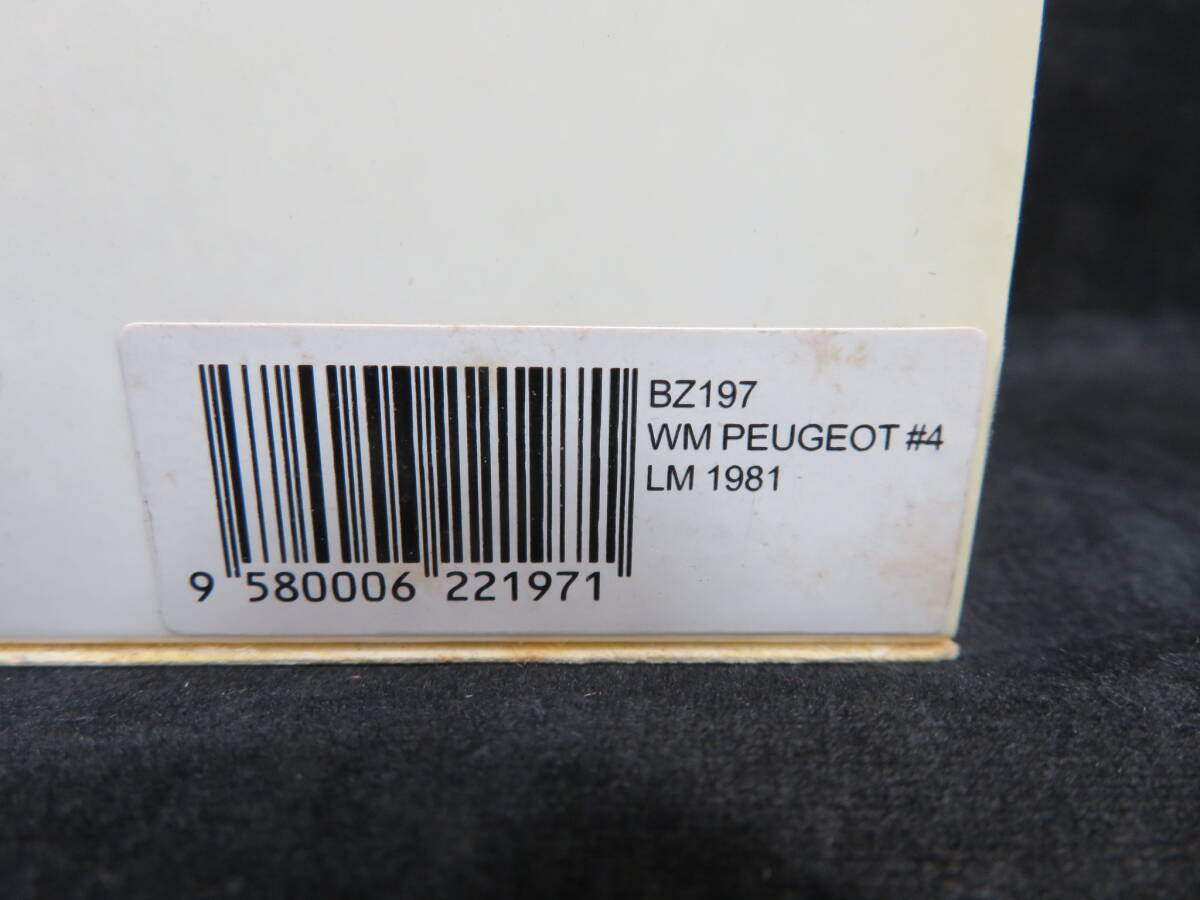 BZ197
WM PEUGEOT #4
LM 1981
9 580006 221971